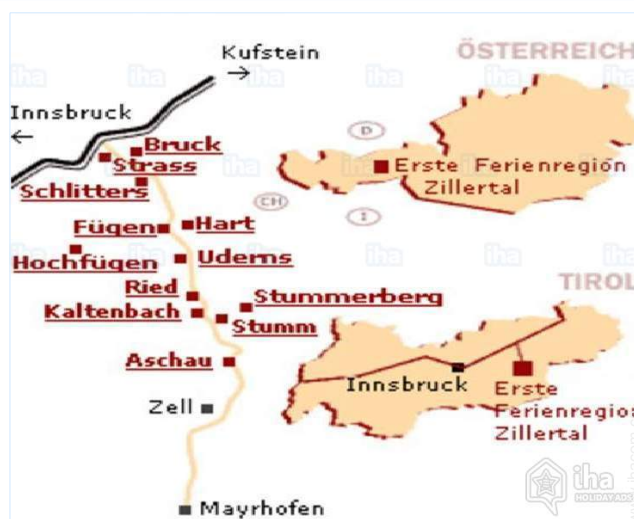 Kufstein
ÖSTERREICH
Innsbruck
Bruck
Strass
Schlitters
D
Erste Ferienregion
Zillertal
CH
I
Fügen
Hart
Hochfügen
Uderns
TIROL
Ried
Stummerberg
Kaltenbach
Stumm
Aschau
Innsbruck
Erste
Ferienregion
Zillertal
Zell
Mayrhofen
iha
HOLIDAY ADS